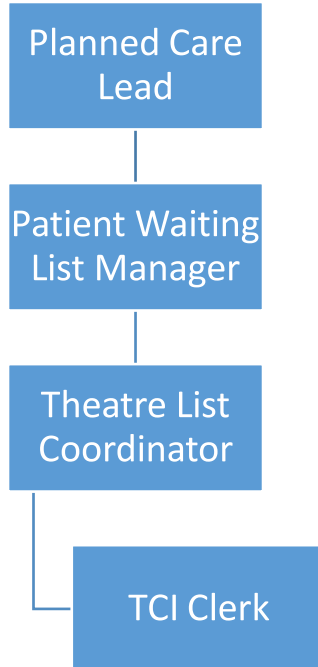 Planned Care
Lead
Patient Waiting
List Manager
Theatre List
Coordinator
TCI Clerk